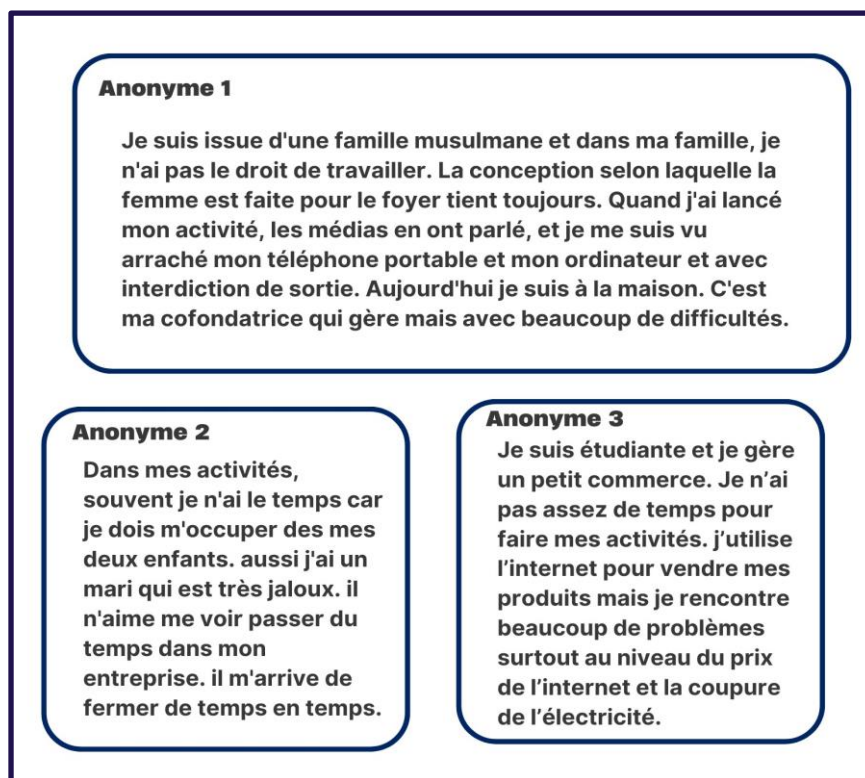 Anonyme 1
Je suis issue d'une famille musulmane et dans ma famille, je
n'ai pas le droit de travailler. La conception selon laquelle la
femme est faite pour le foyer tient toujours. Quand j'ai lancé
mon activité, les médias en ont parlé, et je me suis vu
arraché mon téléphone portable et mon ordinateur et avec
interdiction de sortie. Aujourd'hui je suis à la maison. C'est
ma cofondatrice qui gère mais avec beaucoup de difficultés.
Anonyme 2
Dans mes activités,
souvent je n'ai le temps car
je dois m'occuper des mes
deux enfants. aussi j'ai un
mari qui est très jaloux. il
n'aime me voir passer du
temps dans mon
entreprise. il m'arrive de
fermer de temps en temps.
Anonyme 3
Je suis étudiante et je gère
un petit commerce. Je n’ai
pas assez de temps pour
faire mes activités. j’utilise
l’internet pour vendre mes
produits mais je rencontre
beaucoup de problèmes
surtout au niveau du prix
de l’internet et la coupure
de l’électricité.